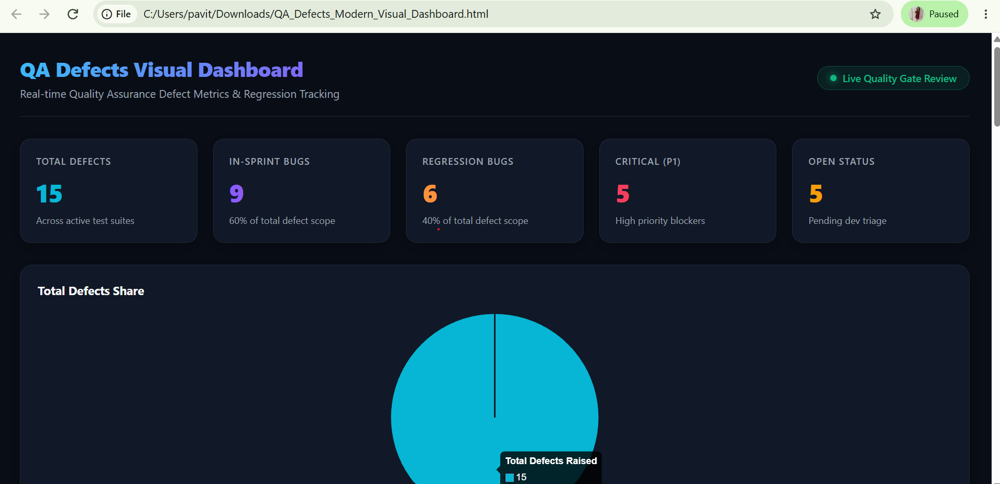 File
C:/Users/pavit/Downloads/QA_Defects_Modern_Visual_Dashboard.html
Paused
QA Defects Visual Dashboard
Real-time Quality Assurance Defect Metrics & Regression Tracking
Live Quality Gate Review
TOTAL DEFECTS
15
Across active test suites
IN-SPRINT BUGS
9
60% of total defect scope
REGRESSION BUGS
6
40% of total defect scope
CRITICAL (P1)
5
High priority blockers
OPEN STATUS
5
Pending dev triage
Total Defects Share
Total Defects Raised
15